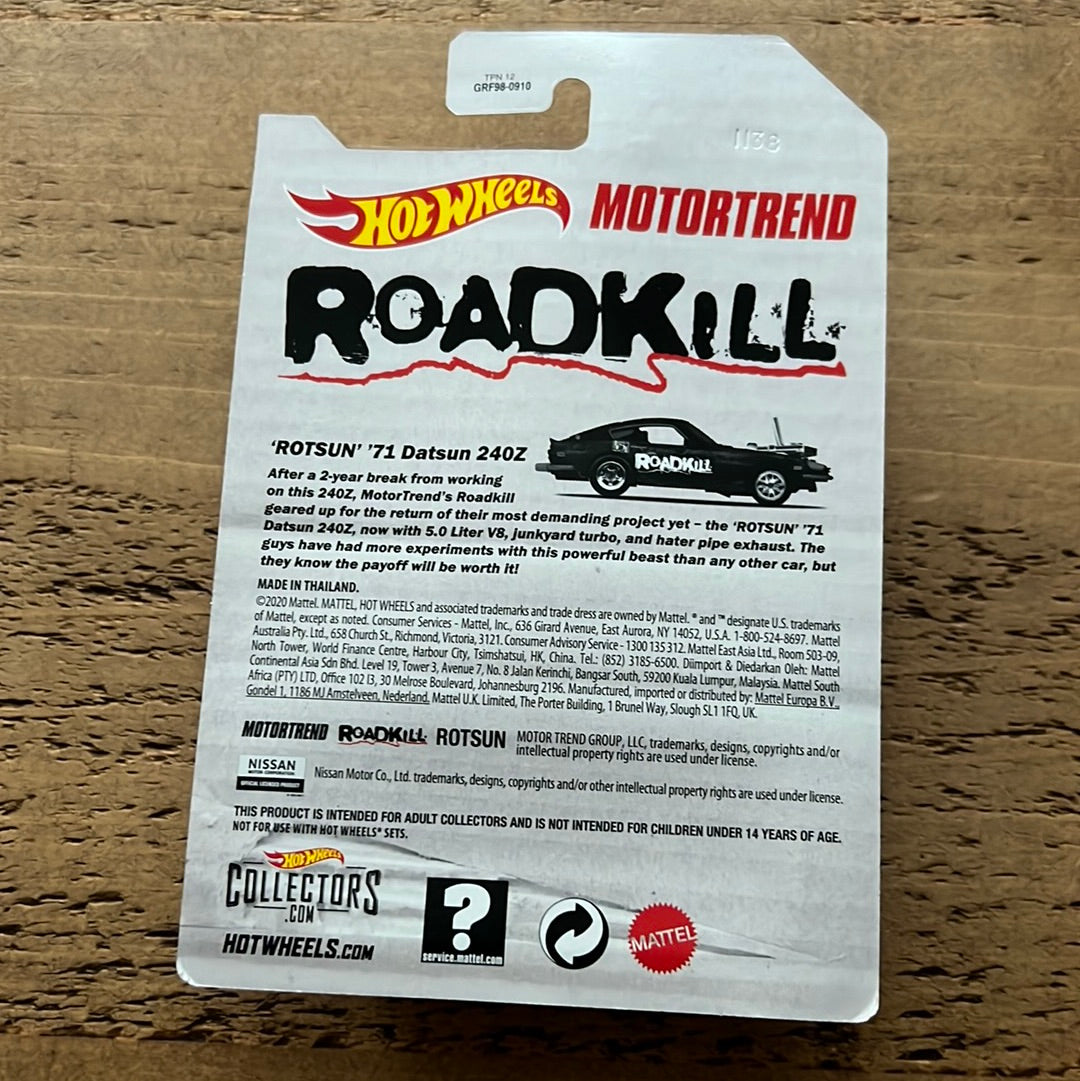 TPN 12
GRF98-0910
1138
HOT WHEELS MOTORTREND
ROADKILL
'ROTSUN' '71 Datsun 240Z
ROADKILL
After a 2-year break from working
on this 240Z, MotorTrend's Roadkill
geared up for the return of their most demanding project yet – the 'ROTSUN' '71
Datsun 240Z, now with 5.0 Liter V8, junkyard turbo, and hater pipe exhaust. The
guys have had more experiments with this powerful beast than any other car, but
they know the payoff will be worth it!
MADE IN THAILAND.
©2020 Mattel. MATTEL, HOT WHEELS and associated trademarks and trade dress are owned by Mattel. ® and ™ designate U.S. trademarks
of Mattel, except as noted. Consumer Services - Mattel, Inc., 636 Girard Avenue, East Aurora, NY 14052, U.S.A. 1-800-524-8697. Mattel
Australia Pty. Ltd., 658 Church St., Richmond, Victoria, 3121. Consumer Advisory Service - 1300 135 312. Mattel East Asia Ltd., Room 503-09,
North Tower, World Finance Centre, Harbour City, Tsimshatsui, HK, China. Tel.: (852) 3185-6500. Diimport & Diedarkan Oleh: Mattel
Continental Asia Sdn Bhd. Level 19, Tower 3, Avenue 7, No. 8 Jalan Kerinchi, Bangsar South, 59200 Kuala Lumpur, Malaysia. Mattel South
Africa (PTY) LTD, Office 102 I3, 30 Melrose Boulevard, Johannesburg 2196. Manufactured, imported or distributed by: Mattel Europa B.V.,
Gondel 1, 1186 MJ Amstelveen, Nederland. Mattel U.K. Limited, The Porter Building, 1 Brunel Way, Slough SL1 1FQ, UK.
MOTORTREND ROADKILL ROTSUN MOTOR TREND GROUP, LLC, trademarks, designs, copyrights and/or
intellectual property rights are used under license.
NISSAN
MOTOR CORPORATION
OFFICIAL LICENSED PRODUCT
Nissan Motor Co., Ltd. trademarks, designs, copyrights and/or other intellectual property rights are used under license.
THIS PRODUCT IS INTENDED FOR ADULT COLLECTORS AND IS NOT INTENDED FOR CHILDREN UNDER 14 YEARS OF AGE.
NOT FOR USE WITH HOT WHEELS® SETS.
HOT WHEELS
COLLECTORS
.COM
HOTWHEELS.COM
?
service.mattel.com
MATTEL